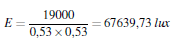 E = 19000 / 0,53 × 0,53 = 67639,73 lux